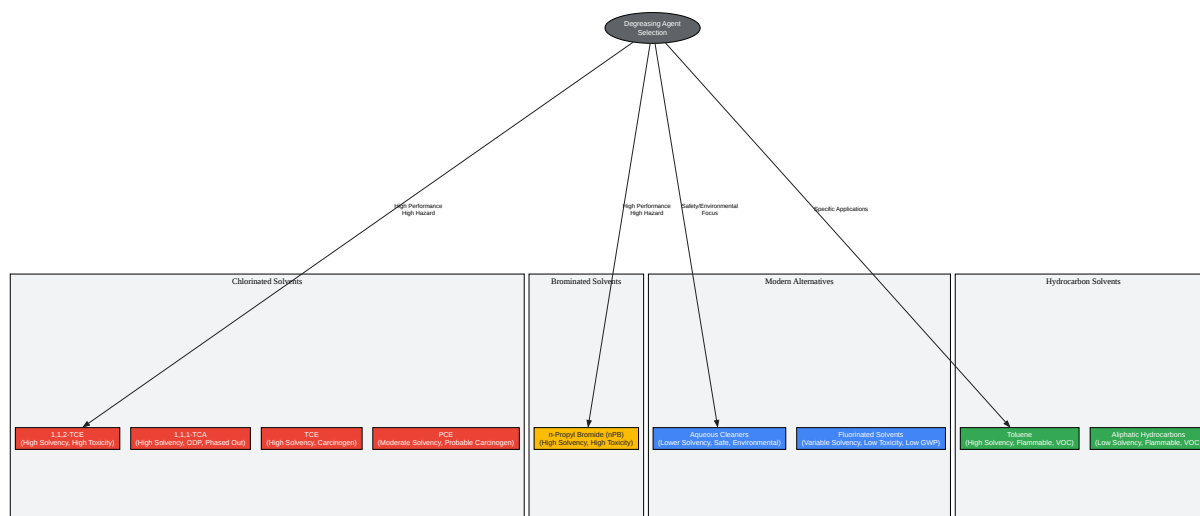 Degreasing Agent
Selection
High Performance
High Hazard
High Performance
High Hazard
Safety/Environmental
Focus
Specific Applications
Chlorinated Solvents
Brominated Solvents
Modern Alternatives
Hydrocarbon Solvents
1,1,2-TCE
(High Solvency, High Toxicity)
1,1,1-TCA
(High Solvency, ODP, Phased Out)
TCE
(High Solvency, Carcinogen)
PCE
(Moderate Solvency, Probable Carcinogen)
n-Propyl Bromide (nPB)
(High Solvency, High Toxicity)
Aqueous Cleaners
(Lower Solvency, Safe, Environmental)
Fluorinated Solvents
(Variable Solvency, Low Toxicity, Low GWP)
Toluene
(High Solvency, Flammable, VOC)
Aliphatic Hydrocarbons
(Low Solvency, Flammable, VOC